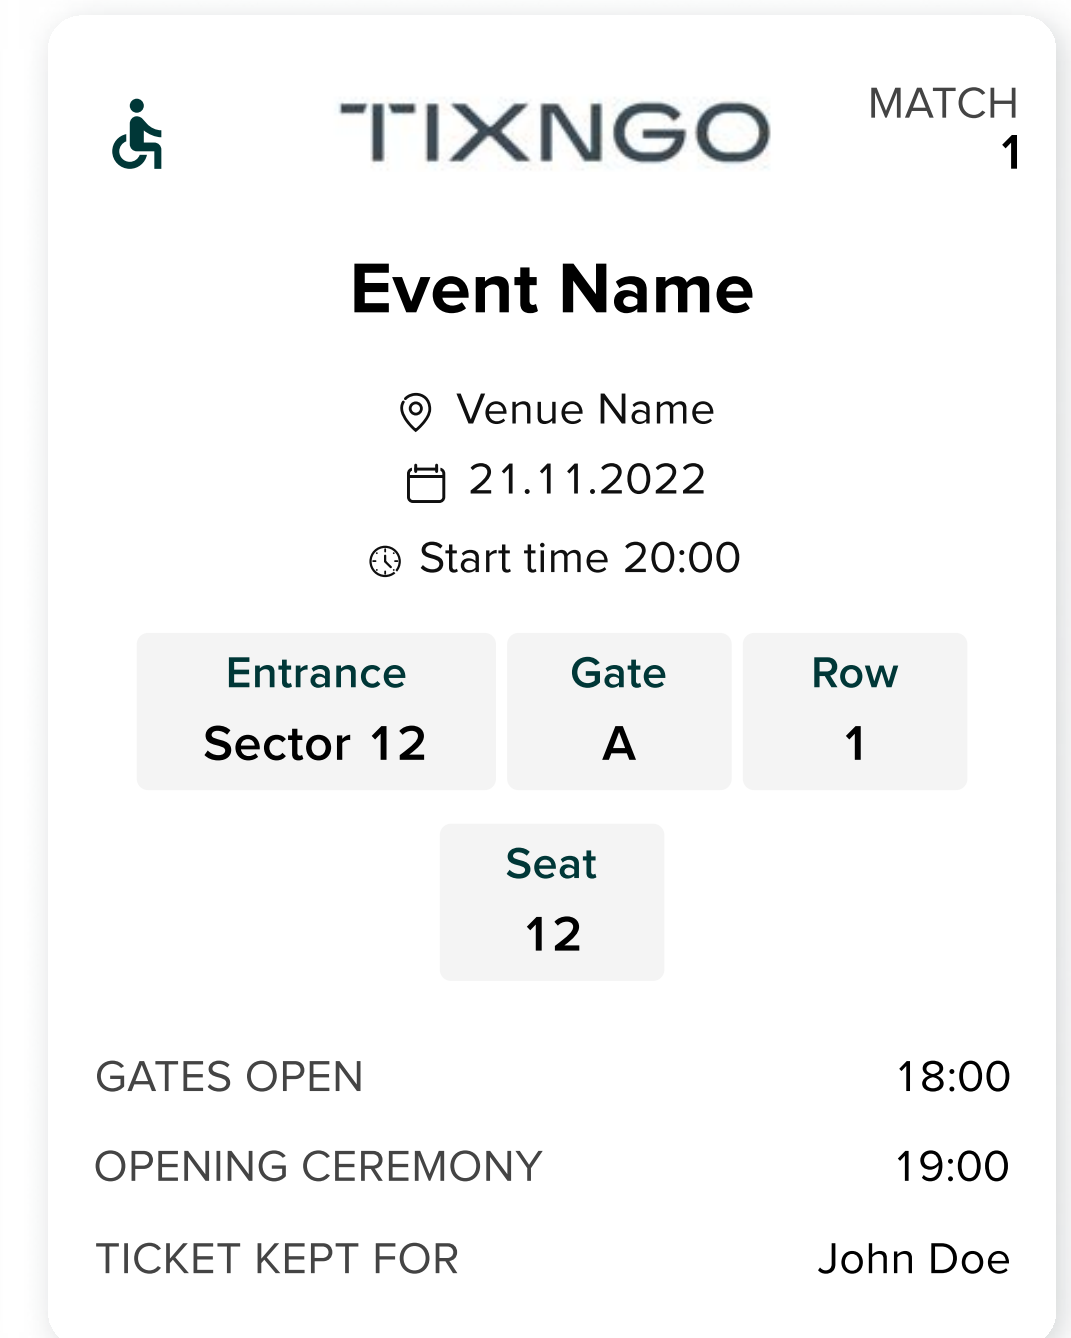 TIXNGO
MATCH
1
Event Name
Venue Name
21.11.2022
Start time 20:00
Entrance
Sector 12
Gate
A
Row
1
Seat
12
GATES OPEN 18:00
OPENING CEREMONY 19:00
TICKET KEPT FOR John Doe